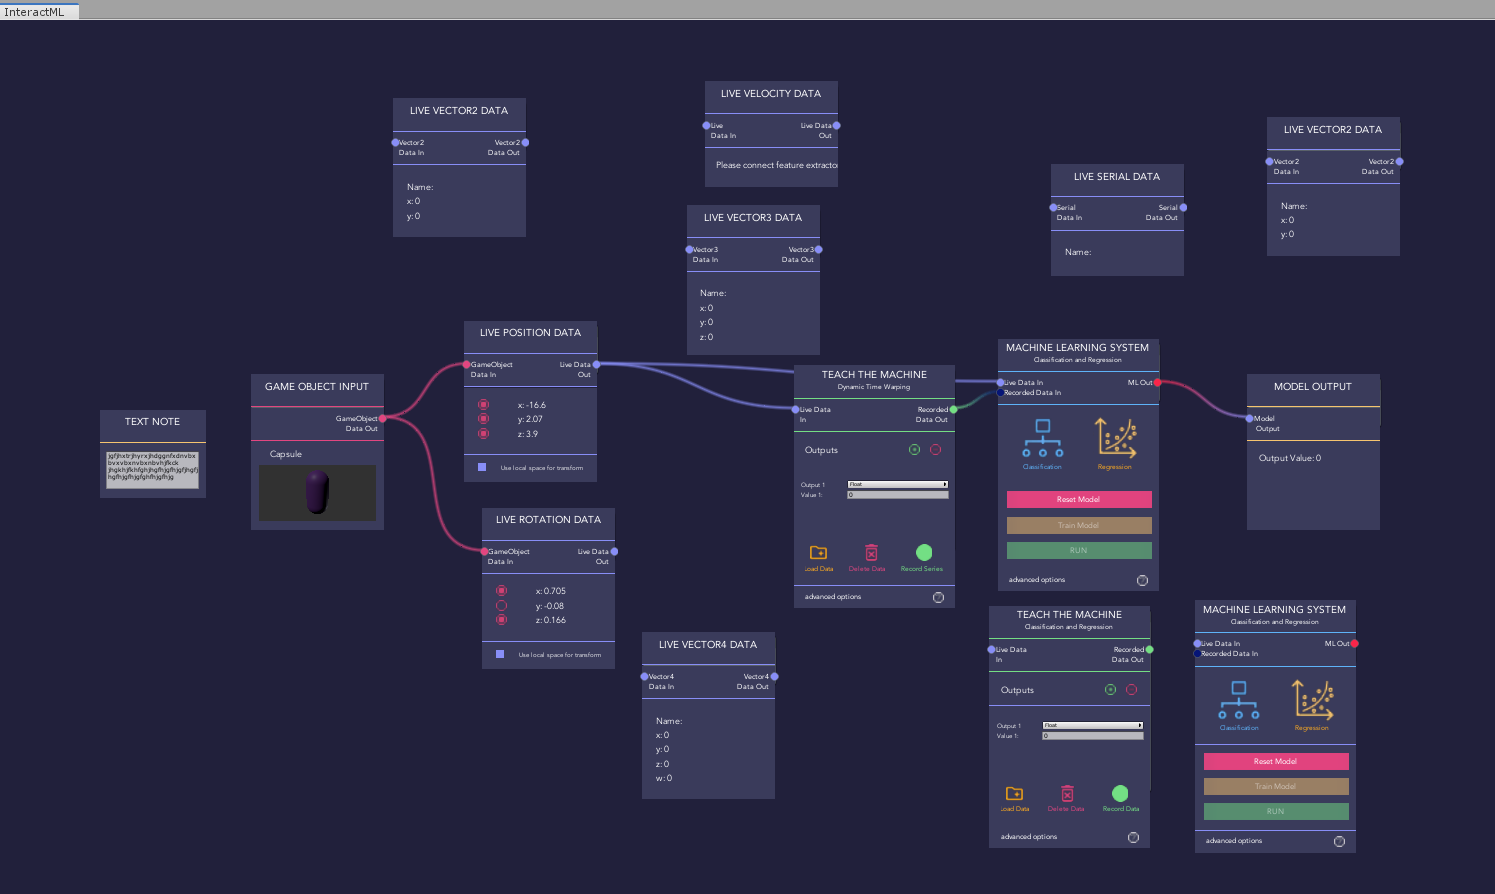 InteractML
LIVE VECTOR2 DATA
Vector2
Data In
Vector2
Data Out
Name:
x: 0
y: 0
LIVE VELOCITY DATA
Live
Data In
Live Data
Out
Please connect feature extracto
LIVE VECTOR2 DATA
Vector2
Data In
Vector2
Data Out
Name:
x: 0
y: 0
LIVE SERIAL DATA
Serial
Data In
Serial
Data Out
Name:
LIVE VECTOR3 DATA
Vector3
Data In
Vector3
Data Out
Name:
x: 0
y: 0
z: 0
TEXT NOTE
GAME OBJECT INPUT
GameObject
Data Out
Capsule
LIVE POSITION DATA
GameObject
Data In
Live Data
Out
x: -16.6
y: 2.07
z: 3.9
Use local space for transform
LIVE ROTATION DATA
GameObject
Data In
Live Data
Out
x: 0.705
y: -0.08
z: 0.166
Use local space for transform
TEACH THE MACHINE
Dynamic Time Warping
Live Data
In
Recorded
Data Out
Outputs
Output 1
Float
Value 1:
0
Load Data
Delete Data
Record Series
advanced options
MACHINE LEARNING SYSTEM
Classification and Regression
Live Data In
ML Out
Recorded Data In
Classification
Regression
Reset Model
Train Model
RUN
advanced options
MODEL OUTPUT
Model
Output
Output Value: 0
LIVE VECTOR4 DATA
Vector4
Data In
Vector4
Data Out
Name:
x: 0
y: 0
z: 0
w: 0
TEACH THE MACHINE
Classification and Regression
Live Data
In
Recorded
Data Out
Outputs
Output 1
Float
Value 1:
0
Load Data
Delete Data
Record Data
advanced options
MACHINE LEARNING SYSTEM
Classification and Regression
Live Data In
ML Out
Recorded Data In
Classification
Regression
Reset Model
Train Model
RUN
advanced options